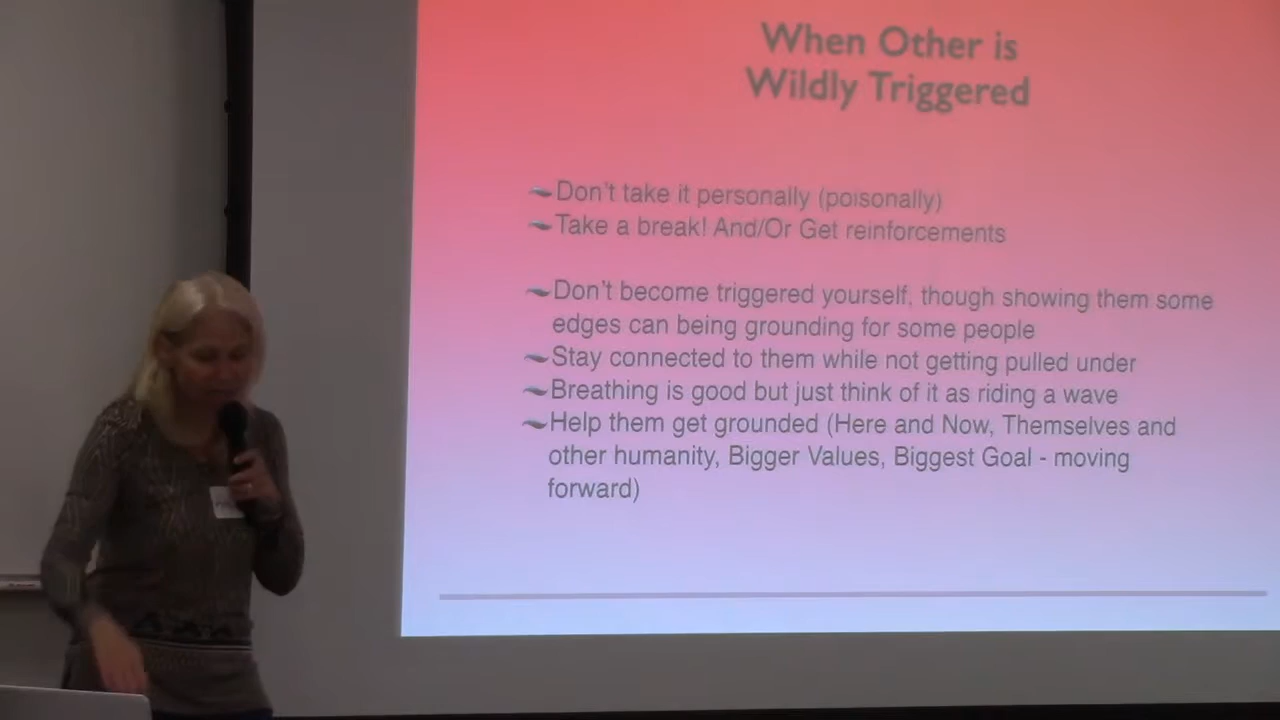 When Other is
Wildly Triggered
Don't take it personally (poisonally)
Take a break! And/Or Get reinforcements
Don't become triggered yourself, though showing them some
edges can being grounding for some people
Stay connected to them while not getting pulled under
Breathing is good but just think of it as riding a wave
Help them get grounded (Here and Now, Themselves and
other humanity, Bigger Values, Biggest Goal - moving
forward)